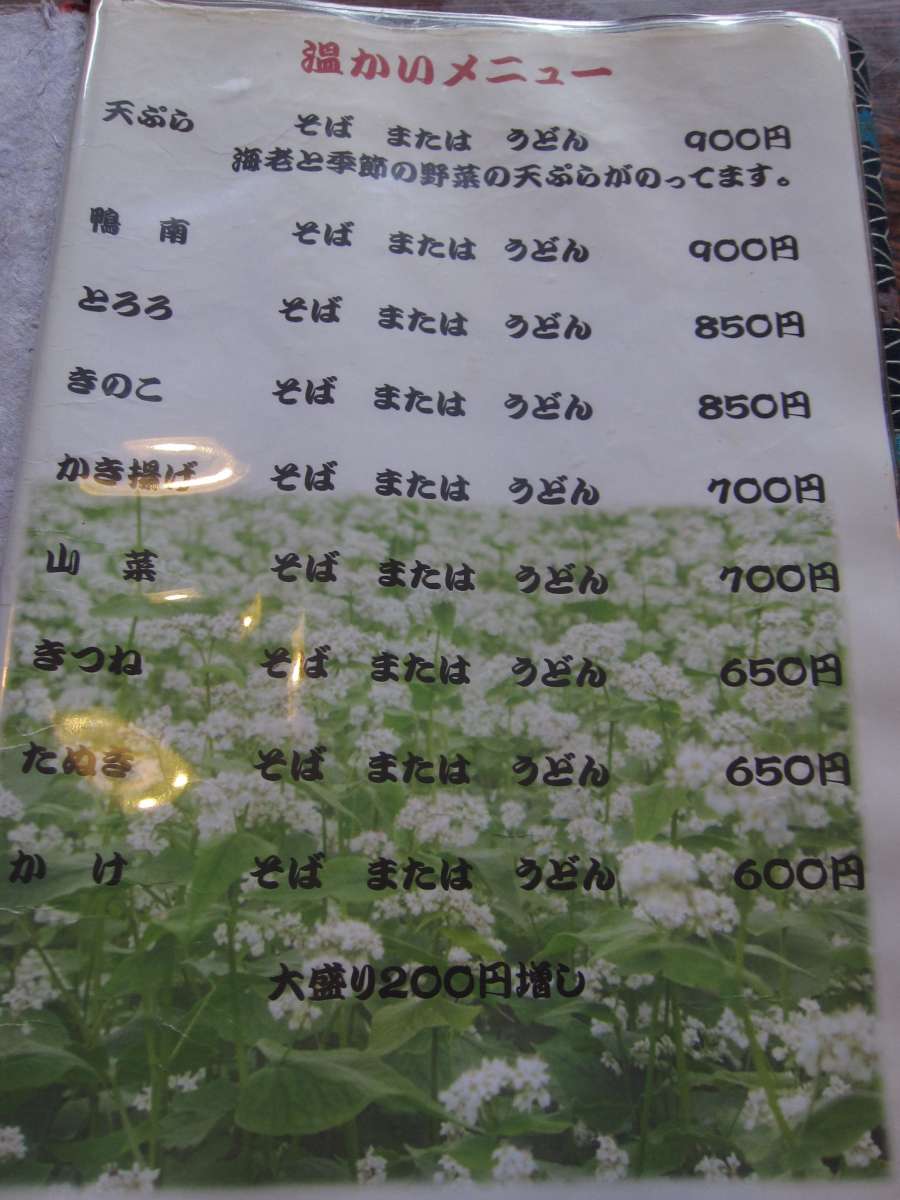 温かいメニュー
天ぷら そば または うどん 900円
海老と季節の野菜の天ぷらがのってます。
鴨南 そば または うどん 900円
とろろ そば または うどん 850円
きのこ そば または うどん 850円
かき揚げ そば または うどん 700円
山菜 そば または うどん 700円
きつね そば または うどん 650円
たぬき そば または うどん 650円
かけ そば または うどん 600円
大盛り200円増し